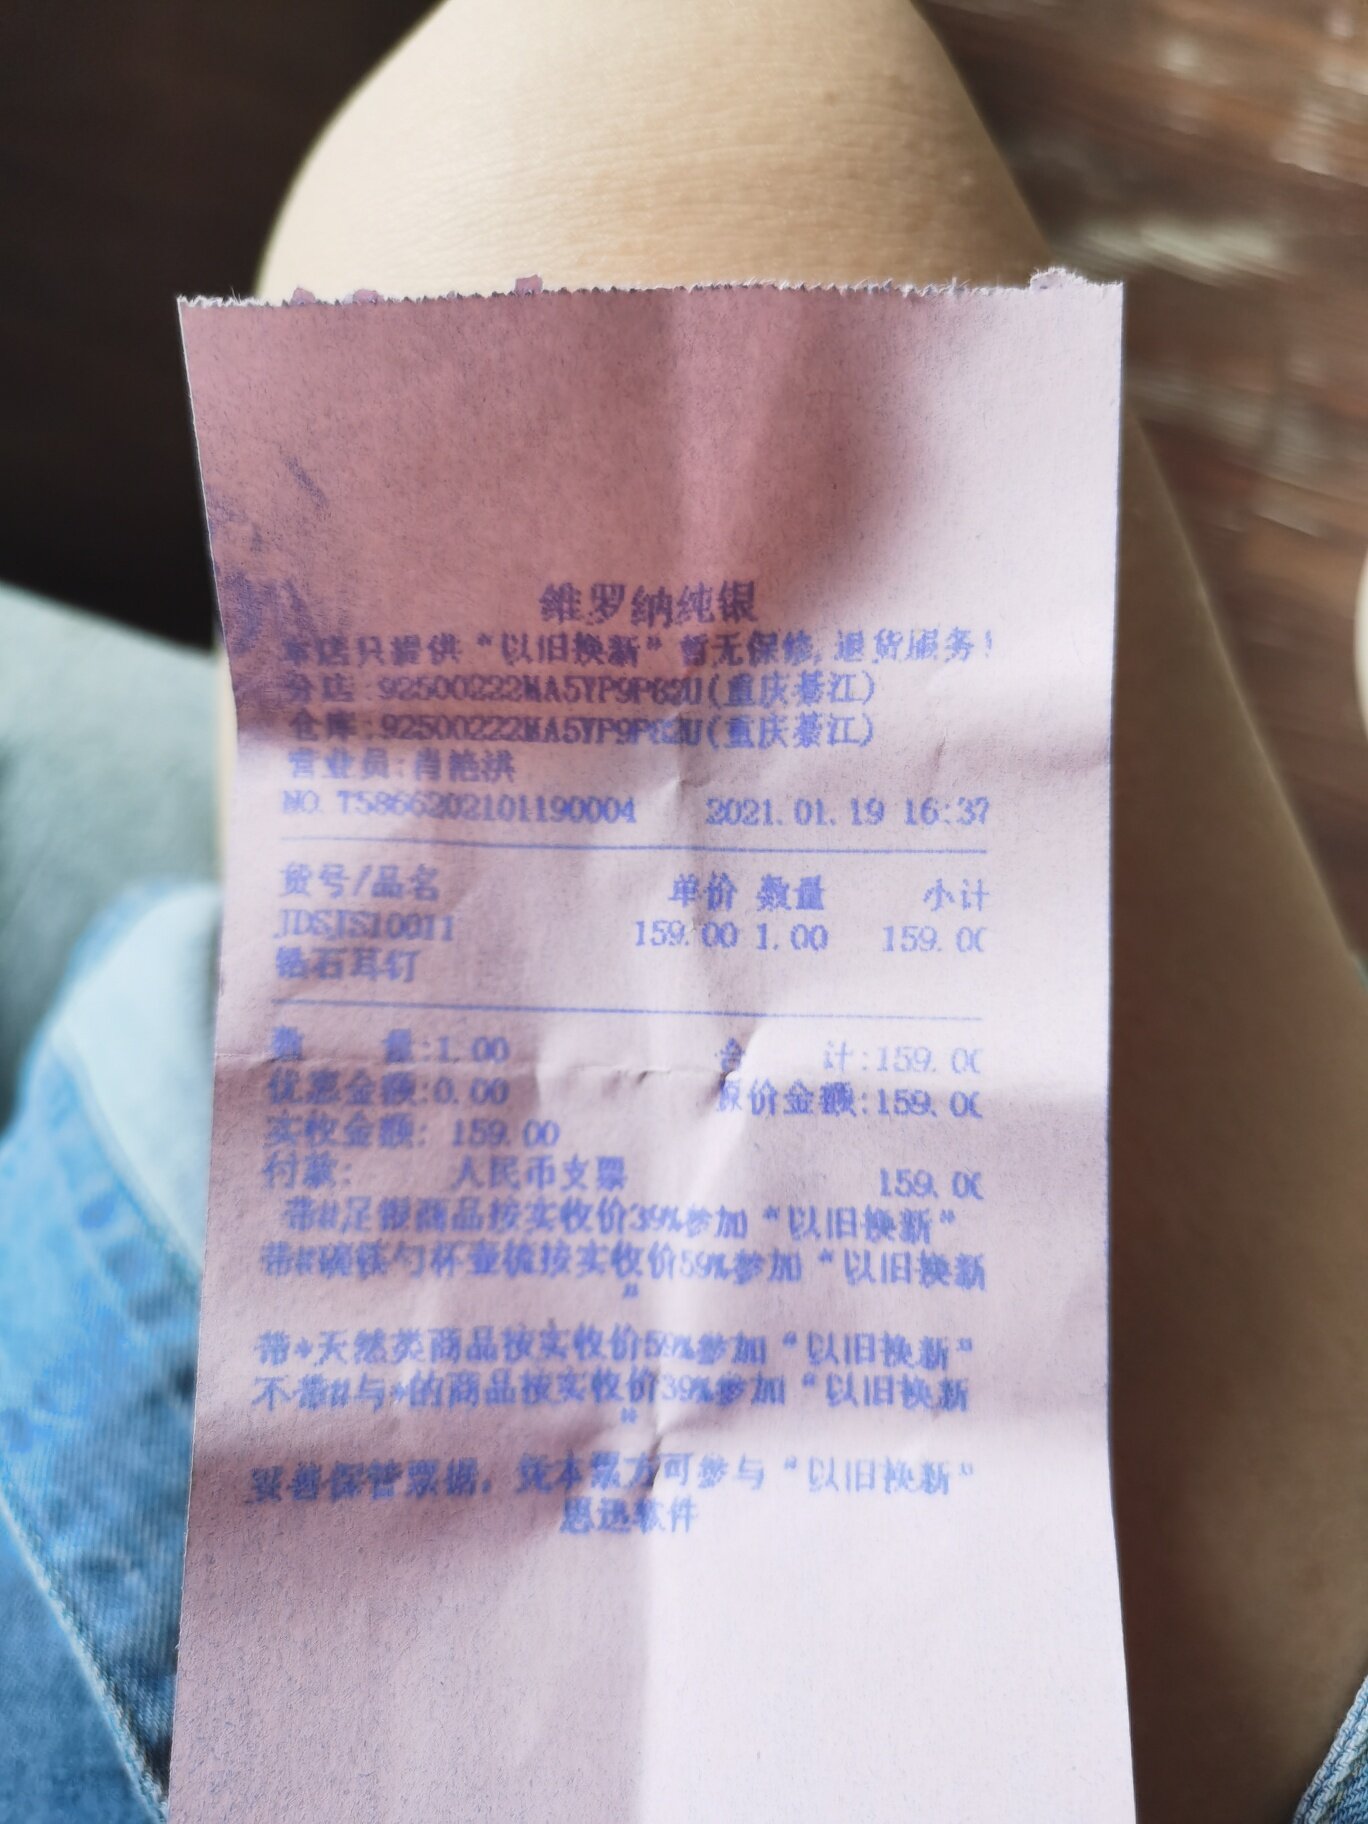 维罗纳纯银
本店只提供“以旧换新”暂无保修,退货服务!
分店:92500222MA5YP9P62U(重庆綦江)
仓库:92500222MA5YP9P62U(重庆綦江)
营业员:肖艳洪
NO.T5866202101190004 2021.01.19 16:37
货号/品名 单价 数量 小计
JDSJS10011 159.00 1.00 159.00
锆石耳钉
数 量:1.00 合 计:159.00
优惠金额:0.00 原价金额:159.00
实收金额: 159.00
付款: 人民币支票 159.00
带#足银商品按实收价39%参加“以旧换新”
带#碗筷勺杯壶梳按实收价59%参加“以旧换新
”
带*天然类商品按实收价59%参加“以旧换新”
不带#与*的商品按实收价39%参加“以旧换新
”
妥善保管票据, 凭本票方可参与“以旧换新”
思迅软件